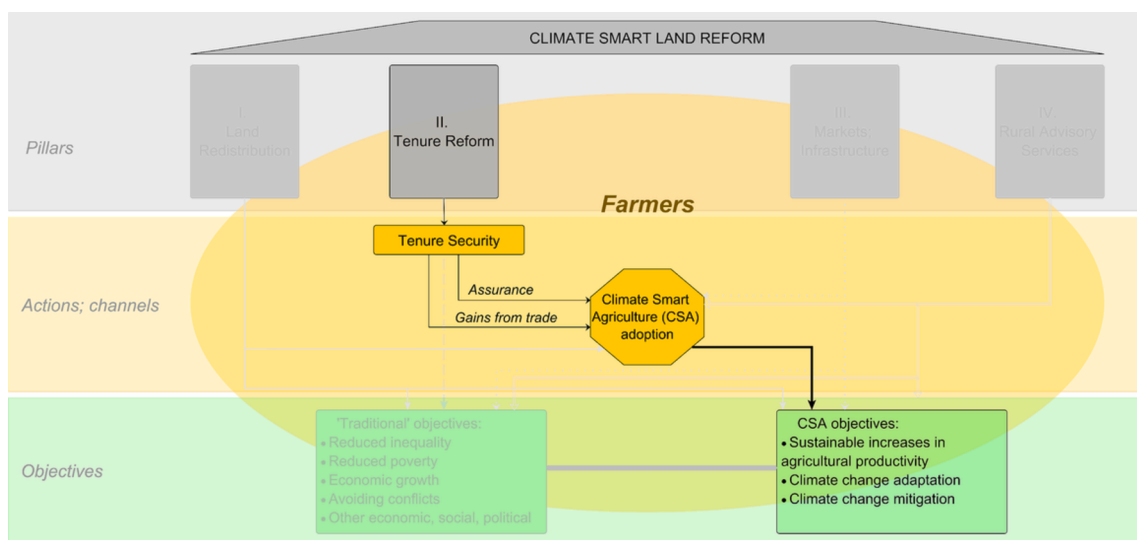 CLIMATE SMART LAND REFORM
I.
Land
Redistribution
II.
Tenure Reform
III.
Markets;
Infrastructure
IV.
Rural Advisory
Services
Pillars
Farmers
Tenure Security
Actions; channels
Assurance
Gains from trade
Climate Smart
Agriculture (CSA)
adoption
Objectives
'Traditional' objectives:
• Reduced inequality
• Reduced poverty
• Economic growth
• Avoiding conflicts
• Other economic, social, political
CSA objectives:
• Sustainable increases in
agricultural productivity
• Climate change adaptation
• Climate change mitigation